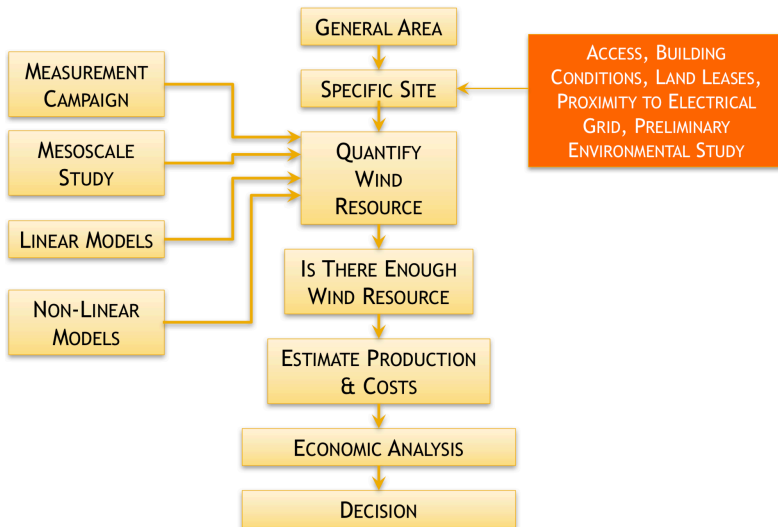 GENERAL AREA
SPECIFIC SITE
ACCESS, BUILDING
CONDITIONS, LAND LEASES,
PROXIMITY TO ELECTRICAL
GRID, PRELIMINARY
ENVIRONMENTAL STUDY
MEASUREMENT
CAMPAIGN
MESOSCALE
STUDY
LINEAR MODELS
NON-LINEAR
MODELS
QUANTIFY
WIND
RESOURCE
IS THERE ENOUGH
WIND RESOURCE
ESTIMATE PRODUCTION
& COSTS
ECONOMIC ANALYSIS
DECISION